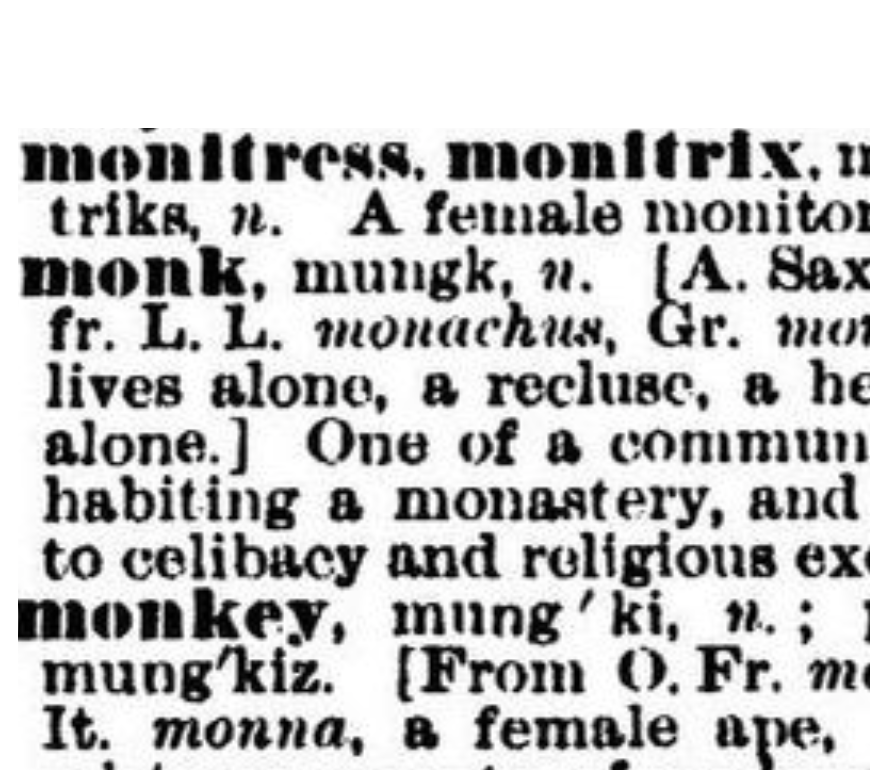 monitress, monitrix,
triks, n. A female monitor
monk, mungk, n. [A. Sax
fr. L. L. monachus, Gr.
lives alone, a recluse, a
alone.] One of a
habiting a monastery, and
to celibacy and religious
monkey, mung′ki, n.;
mung′kiz. [From O. Fr.
It. monna, a female ape,